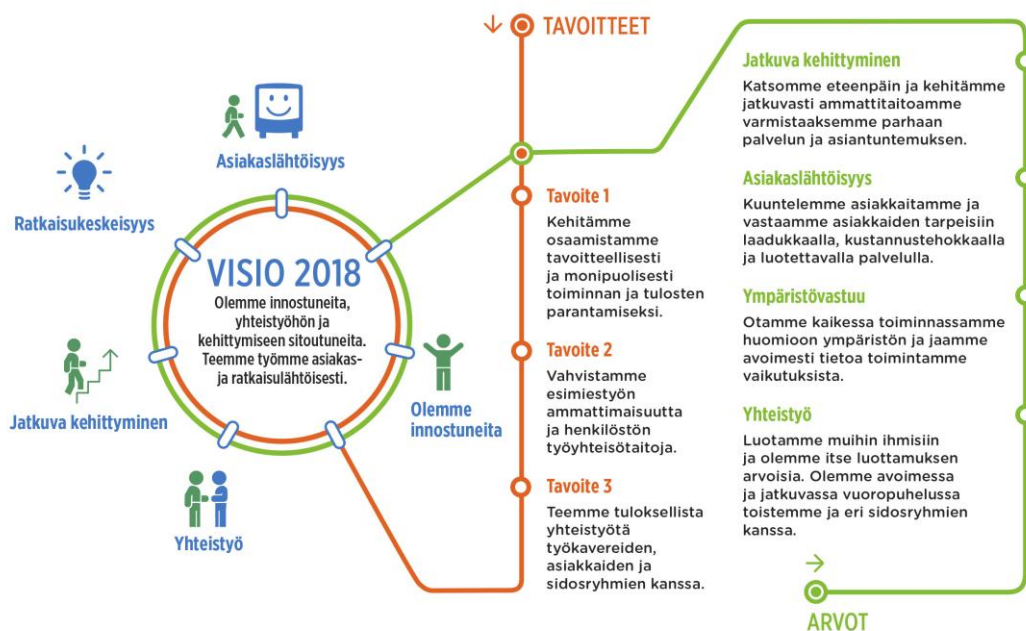 Asiakaslähtöisyys
Ratkaisukeskeisyys
VISIO 2018
Olemme innostuneita,
yhteistyöhön ja
kehittymiseen sitoutuneita.
Teemme työmme asiakas-
ja ratkaisulähtöisesti.
Jatkuva kehittyminen
Olemme
innostuneita
Yhteistyö
TAVOITTEET
Tavoite 1
Kehitämme
osaamistamme
tavoitteellisesti
ja monipuolisesti
toiminnan ja tulosten
parantamiseksi.
Tavoite 2
Vahvistamme
esimiestyön
ammattimaisuutta
ja henkilöstön
työyhteisötaitoja.
Tavoite 3
Teemme tuloksellista
yhteistyötä
työkavereiden,
asiakkaiden ja
sidosryhmien kanssa.
Jatkuva kehittyminen
Katsomme eteenpäin ja kehitämme
jatkuvasti ammattitaitoamme
varmistaaksemme parhaan
palvelun ja asiantuntemuksen.
Asiakaslähtöisyys
Kuuntelemme asiakkaitamme ja
vastaamme asiakkaiden tarpeisiin
laadukkaalla, kustannustehokkaalla
ja luotettavalla palvelulla.
Ympäristövastuu
Otamme kaikessa toiminnassamme
huomioon ympäristön ja jaamme
avoimesti tietoa toimintamme
vaikutuksista.
Yhteistyö
Luotamme muihin ihmisiin
ja olemme itse luottamuksen
arvoisia. Olemme avoimessa
ja jatkuvassa vuoropuhelussa
toistemme ja eri sidosryhmien
kanssa.
ARVOT